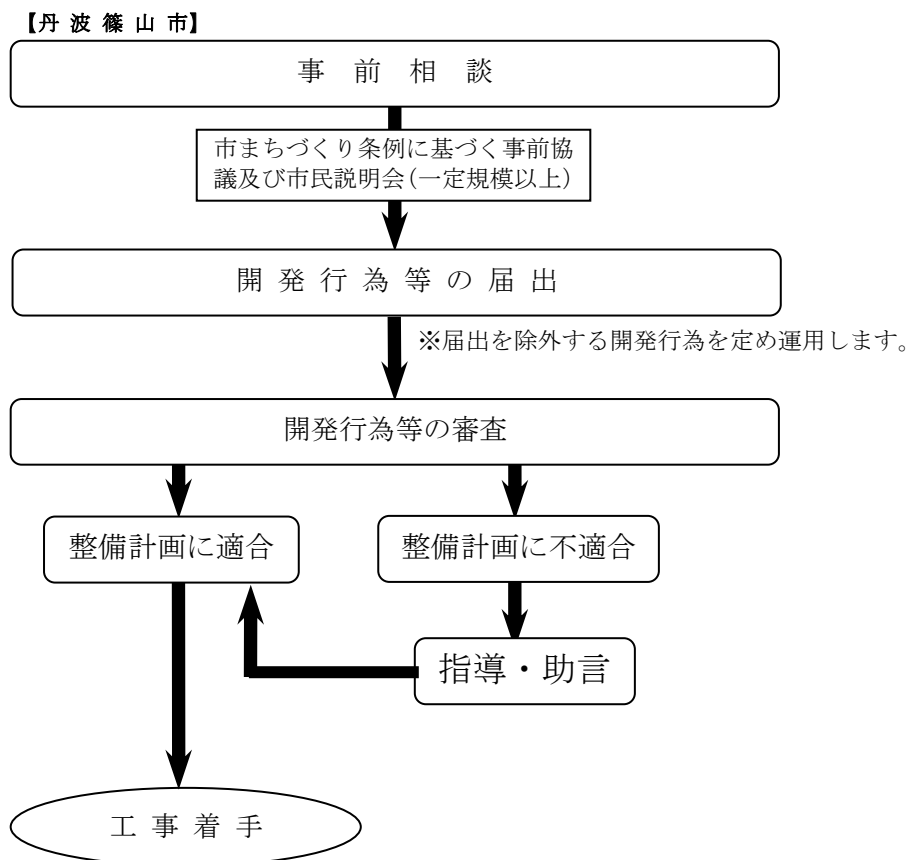 【丹波篠山市】
事前相談
市まちづくり条例に基づく事前協
議及び市民説明会(一定規模以上)
開発行為等の届出
※届出を除外する開発行為を定め運用します。
開発行為等の審査
整備計画に適合
整備計画に不適合
指導・助言
工事着手